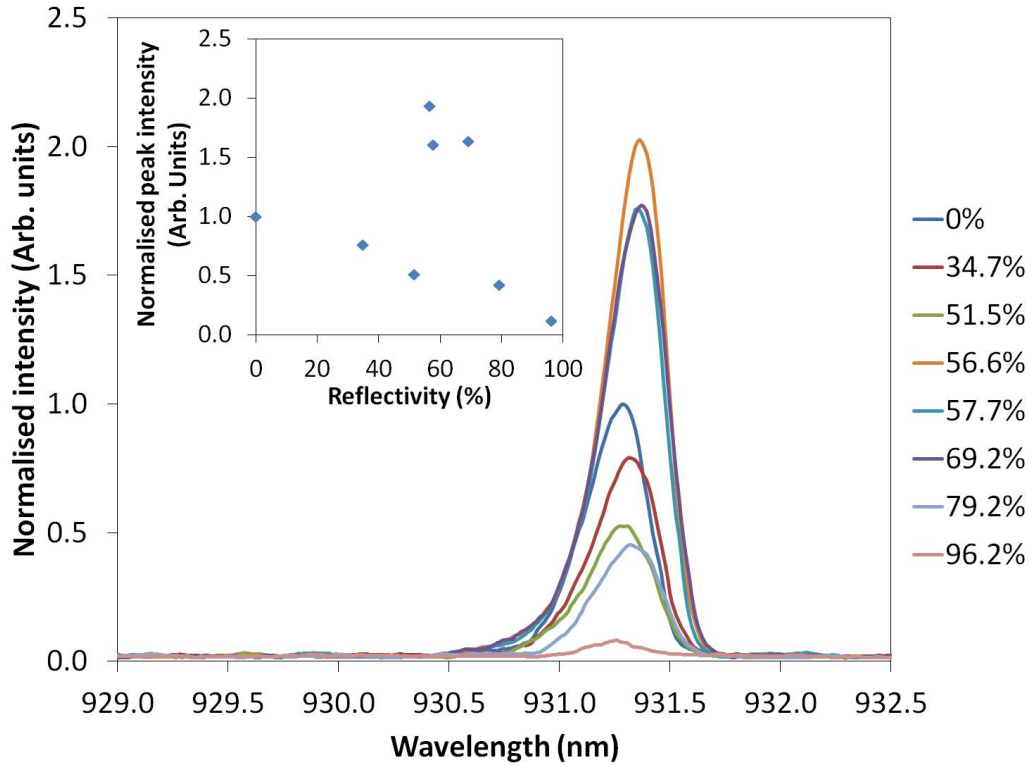 2.5
2.0
1.5
1.0
0.5
0.0
Normalised intensity (Arb. units)
929.0 929.5 930.0 930.5 931.0 931.5 932.0 932.5
Wavelength (nm)
Normalised peak intensity
(Arb. Units)
2.5
2.0
1.5
1.0
0.5
0.0
0 20 40 60 80 100
Reflectivity (%)
0%
34.7%
51.5%
56.6%
57.7%
69.2%
79.2%
96.2%